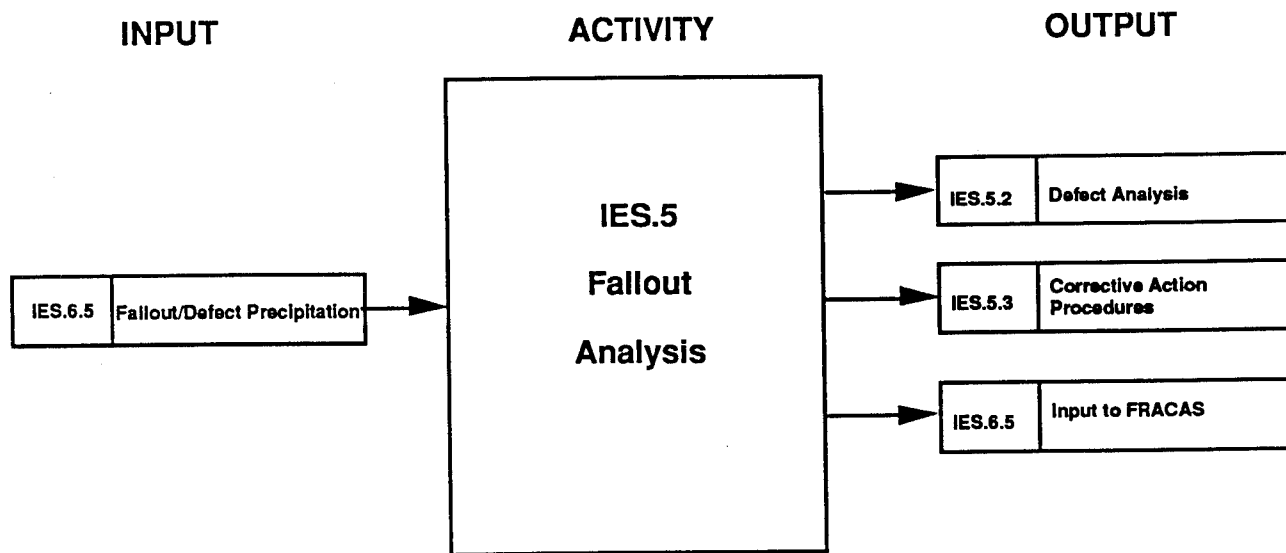 INPUT
ACTIVITY
OUTPUT
IES.6.5
Fallout/Defect Precipitation
IES.5
Fallout
Analysis
IES.5.2
Defect Analysis
IES.5.3
Corrective Action
Procedures
IES.6.5
Input to FRACAS